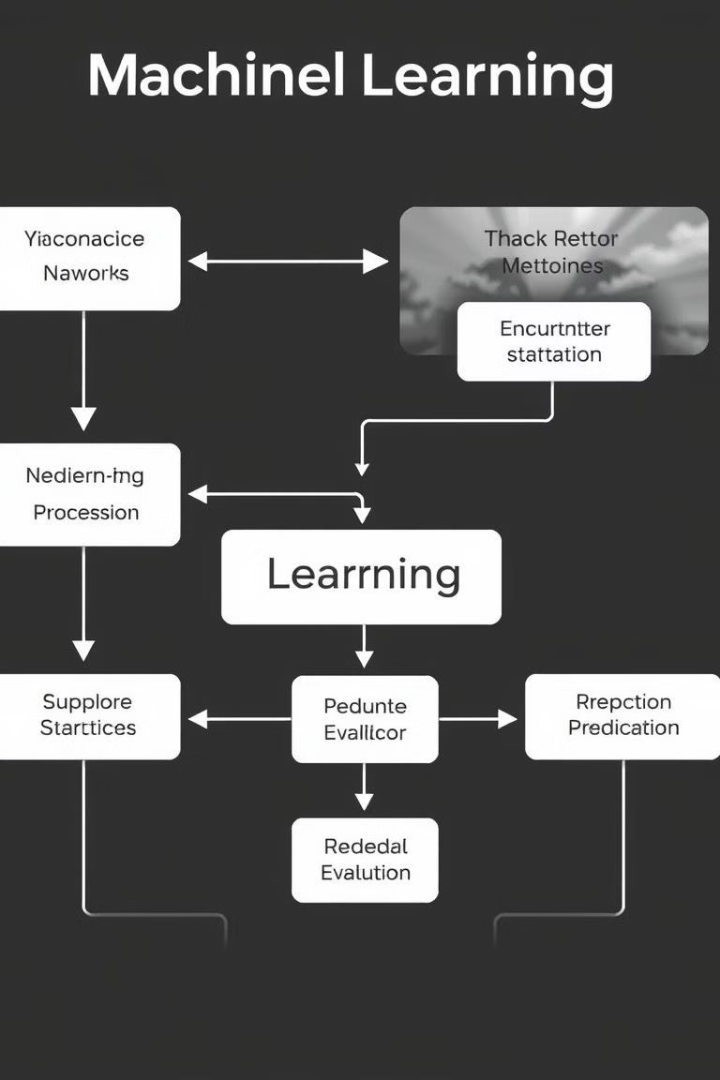 Machinel Learning
Yiaconacice
Naworks
Thack Rettor
Mettoines
Encurtntter
stattation
Nediern-ing
Procession
Learrning
Supplore
Starttices
Pedunte
Evallcor
Rrepction
Predication
Rededal
Evalution